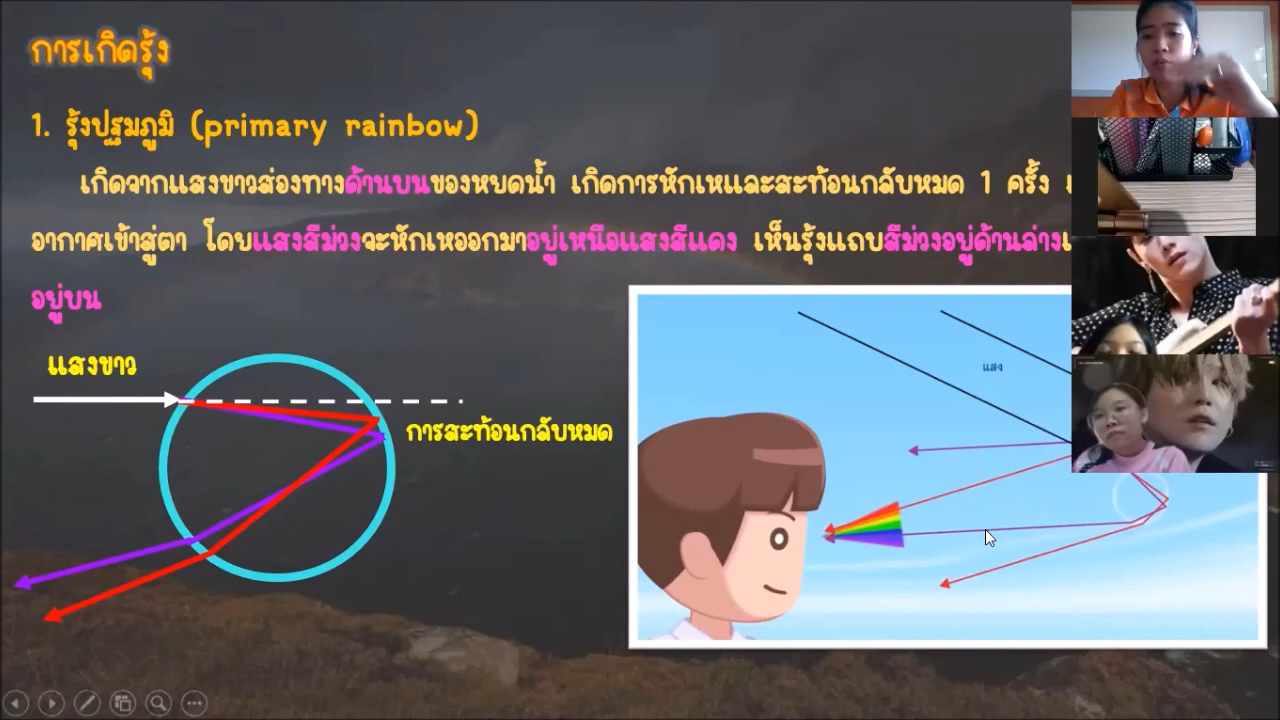 การเกิดรุ้ง
1. รุ้งปฐมภูมิ (primary rainbow)
เกิดจากแสงขาวส่องทางด้านบนของหยดน้ำ เกิดการหักเหและสะท้อนกลับหมด 1 ครั้ง
อากาศเข้าสู่ตา โดยแสงสีม่วงจะหักเหออกมาอยู่เหนือแสงสีแดง เห็นรุ้งแถบสีม่วงอยู่ด้านล่าง
อยู่บน
แสงขาว
การสะท้อนกลับหมด
แสง